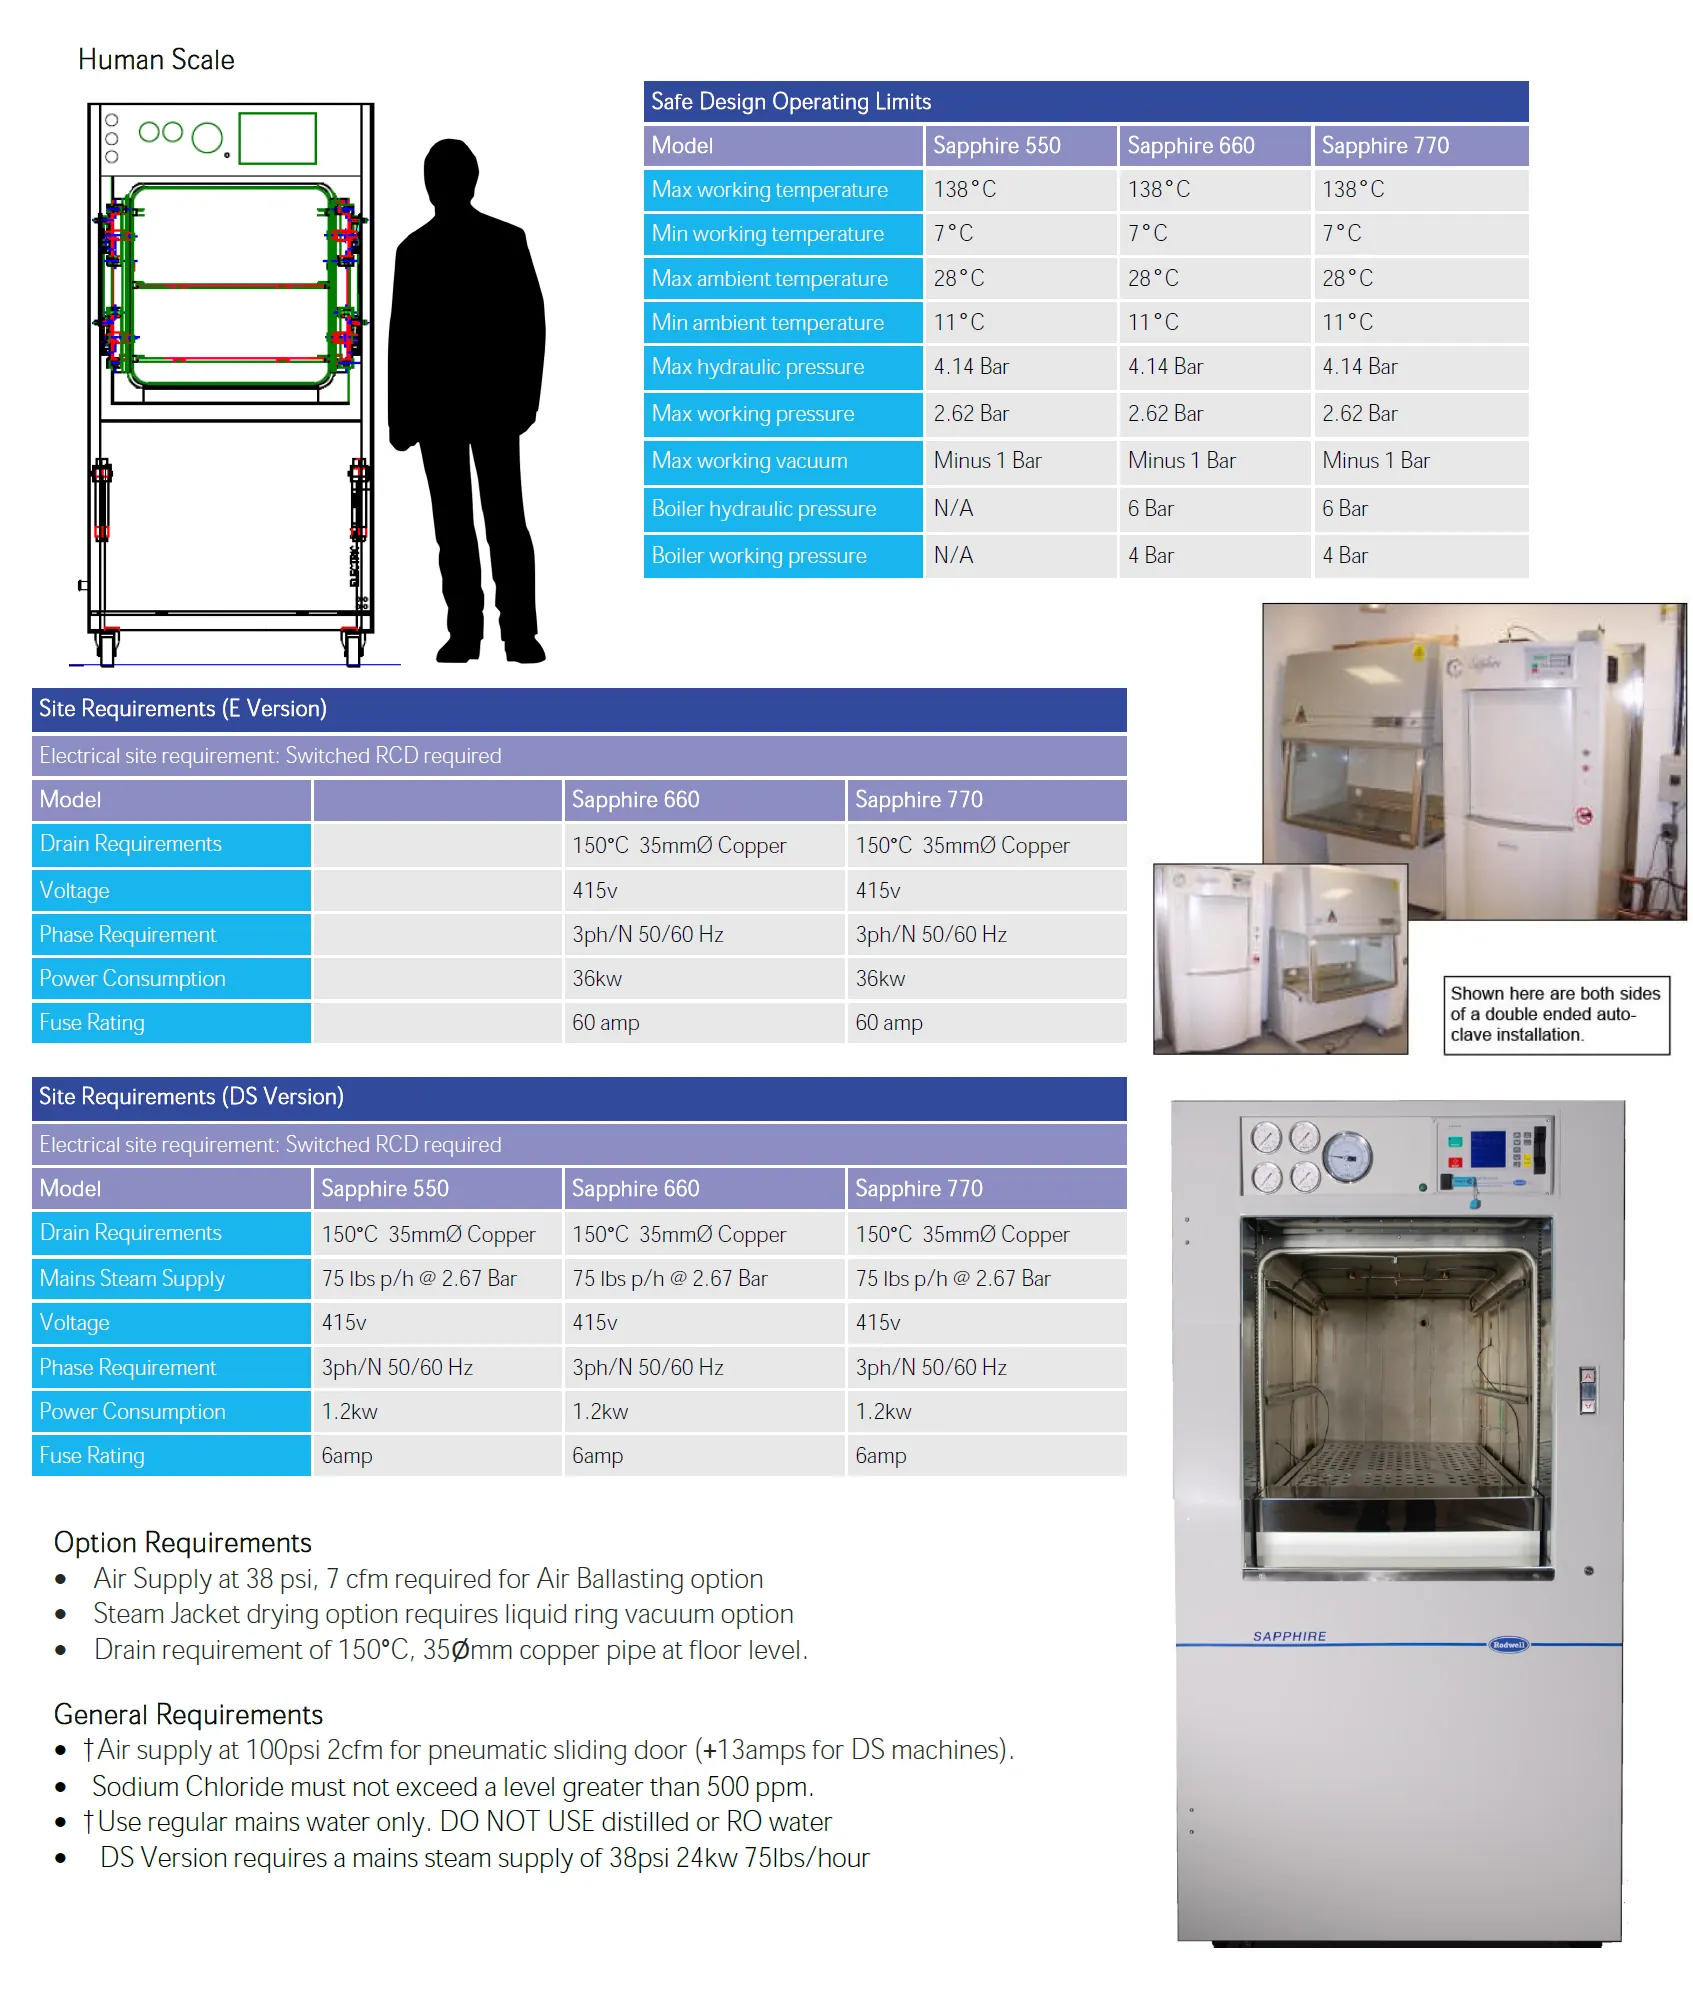 Human Scale
ELECTRIC
Safe Design Operating Limits
Model Sapphire 550 Sapphire 660 Sapphire 770
Max working temperature 138°C 138°C 138°C
Min working temperature 7°C 7°C 7°C
Max ambient temperature 28°C 28°C 28°C
Min ambient temperature 11°C 11°C 11°C
Max hydraulic pressure 4.14 Bar 4.14 Bar 4.14 Bar
Max working pressure 2.62 Bar 2.62 Bar 2.62 Bar
Max working vacuum Minus 1 Bar Minus 1 Bar Minus 1 Bar
Boiler hydraulic pressure N/A 6 Bar 6 Bar
Boiler working pressure N/A 4 Bar 4 Bar
Sapphire
Site Requirements (E Version)
Electrical site requirement: Switched RCD required
Model Sapphire 660 Sapphire 770
Drain Requirements 150°C 35mmØ Copper 150°C 35mmØ Copper
Voltage 415v 415v
Phase Requirement 3ph/N 50/60 Hz 3ph/N 50/60 Hz
Power Consumption 36kw 36kw
Fuse Rating 60 amp 60 amp
Shown here are both sides
of a double ended auto-
clave installation.
Site Requirements (DS Version)
Electrical site requirement: Switched RCD required
Model Sapphire 550 Sapphire 660 Sapphire 770
Drain Requirements 150°C 35mmØ Copper 150°C 35mmØ Copper 150°C 35mmØ Copper
Mains Steam Supply 75 lbs p/h @ 2.67 Bar 75 lbs p/h @ 2.67 Bar 75 lbs p/h @ 2.67 Bar
Voltage 415v 415v 415v
Phase Requirement 3ph/N 50/60 Hz 3ph/N 50/60 Hz 3ph/N 50/60 Hz
Power Consumption 1.2kw 1.2kw 1.2kw
Fuse Rating 6amp 6amp 6amp
Option Requirements
• Air Supply at 38 psi, 7 cfm required for Air Ballasting option
• Steam Jacket drying option requires liquid ring vacuum option
• Drain requirement of 150°C, 35Ømm copper pipe at floor level.
SAPPHIRE Rodwell
General Requirements
• †Air supply at 100psi 2cfm for pneumatic sliding door (+13amps for DS machines).
• Sodium Chloride must not exceed a level greater than 500 ppm.
• †Use regular mains water only. DO NOT USE distilled or RO water
• DS Version requires a mains steam supply of 38psi 24kw 75lbs/hour